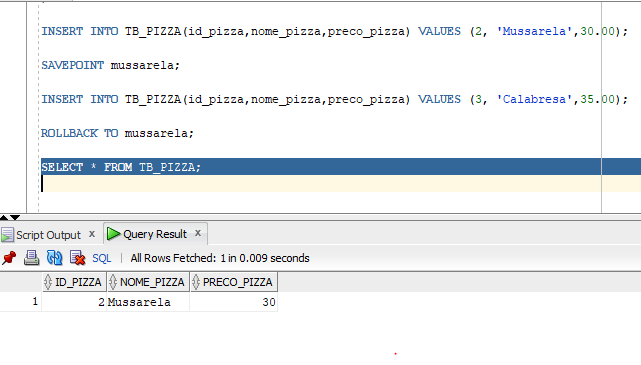 INSERT INTO TB_PIZZA(id_pizza,nome_pizza,preco_pizza) VALUES (2, 'Mussarela',30.00);
SAVEPOINT mussarela;
INSERT INTO TB_PIZZA(id_pizza,nome_pizza,preco_pizza) VALUES (3, 'Calabresa',35.00);
ROLLBACK TO mussarela;
SELECT * FROM TB_PIZZA;
Script Output x Query Result x
SQL | All Rows Fetched: 1 in 0.009 seconds
ID_PIZZA NOME_PIZZA PRECO_PIZZA
1 2 Mussarela 30